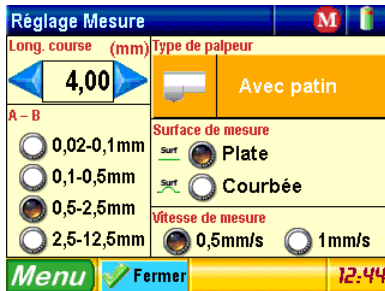 Réglage Mesure M
Long. course (mm)
4,00
Type de palpeur
Avec patin
A – B
0,02-0,1mm
0,1-0,5mm
0,5-2,5mm
2,5-12,5mm
Surface de mesure
Surf Plate
Surf Courbée
Vitesse de mesure
0,5mm/s 1mm/s
Menu Fermer 12:44